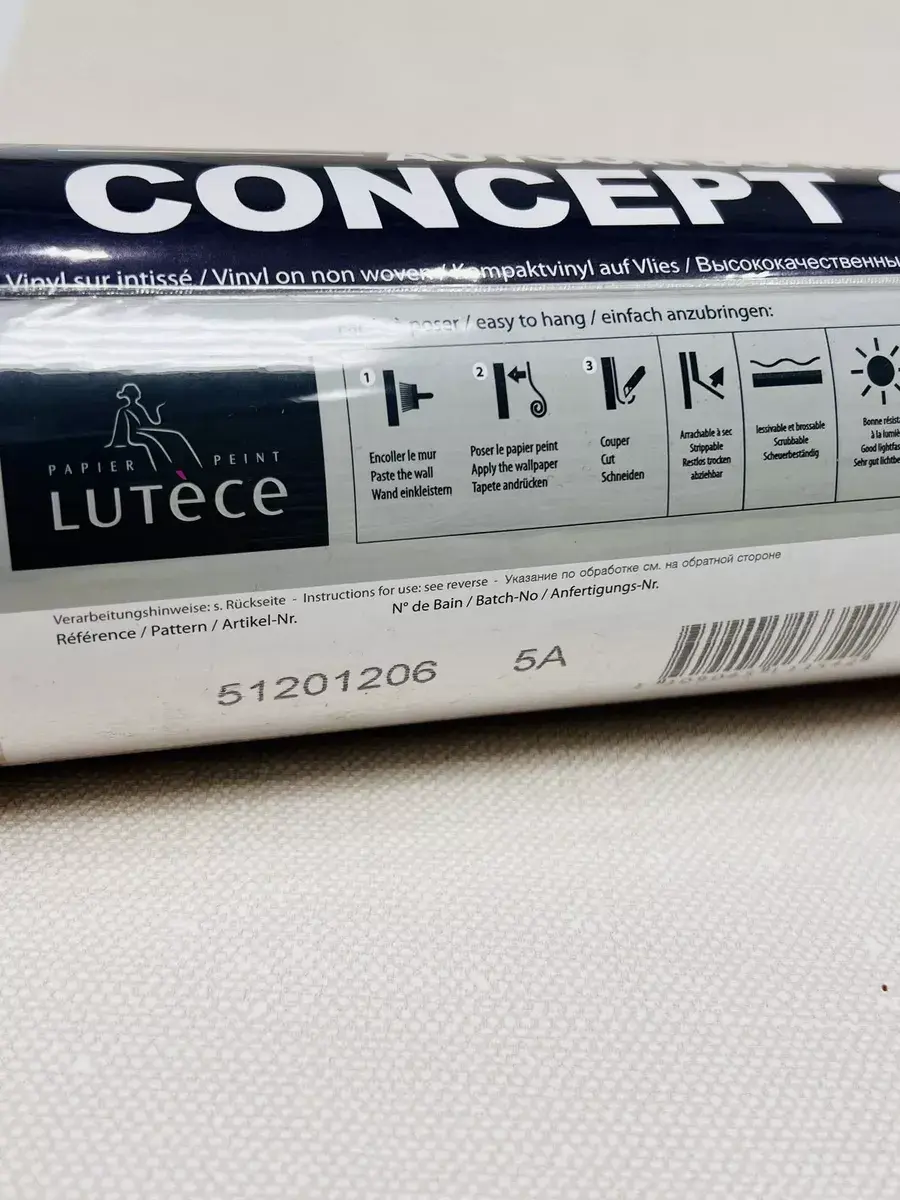 CONCEPT
Vinyl sur intissé / Vinyl on non woven / Kompaktvinyl auf Vlies / Высококачественны
poser / easy to hang / einfach anzubringen:
1
Encoller le mur
Paste the wall
Wand einkleistern
2
Poser le papier peint
Apply the wallpaper
Tapete andrücken
3
Couper
Cut
Schneiden
Arrachable à sec
Strippable
Restlos trocken
abziehbar
lessivable et brossable
Scrubbable
Scheuerbeständig
Bonne résist
à la lumiè
Good lightfas
Sehr gut lichtbe
PAPIER PEINT
LUTèce
Verarbeitungshinweise: s. Rückseite - Instructions for use: see reverse - Указание по обработке см. на обратной стороне
Référence / Pattern / Artikel-Nr. N° de Bain / Batch-No / Anfertigungs-Nr.
51201206 5A